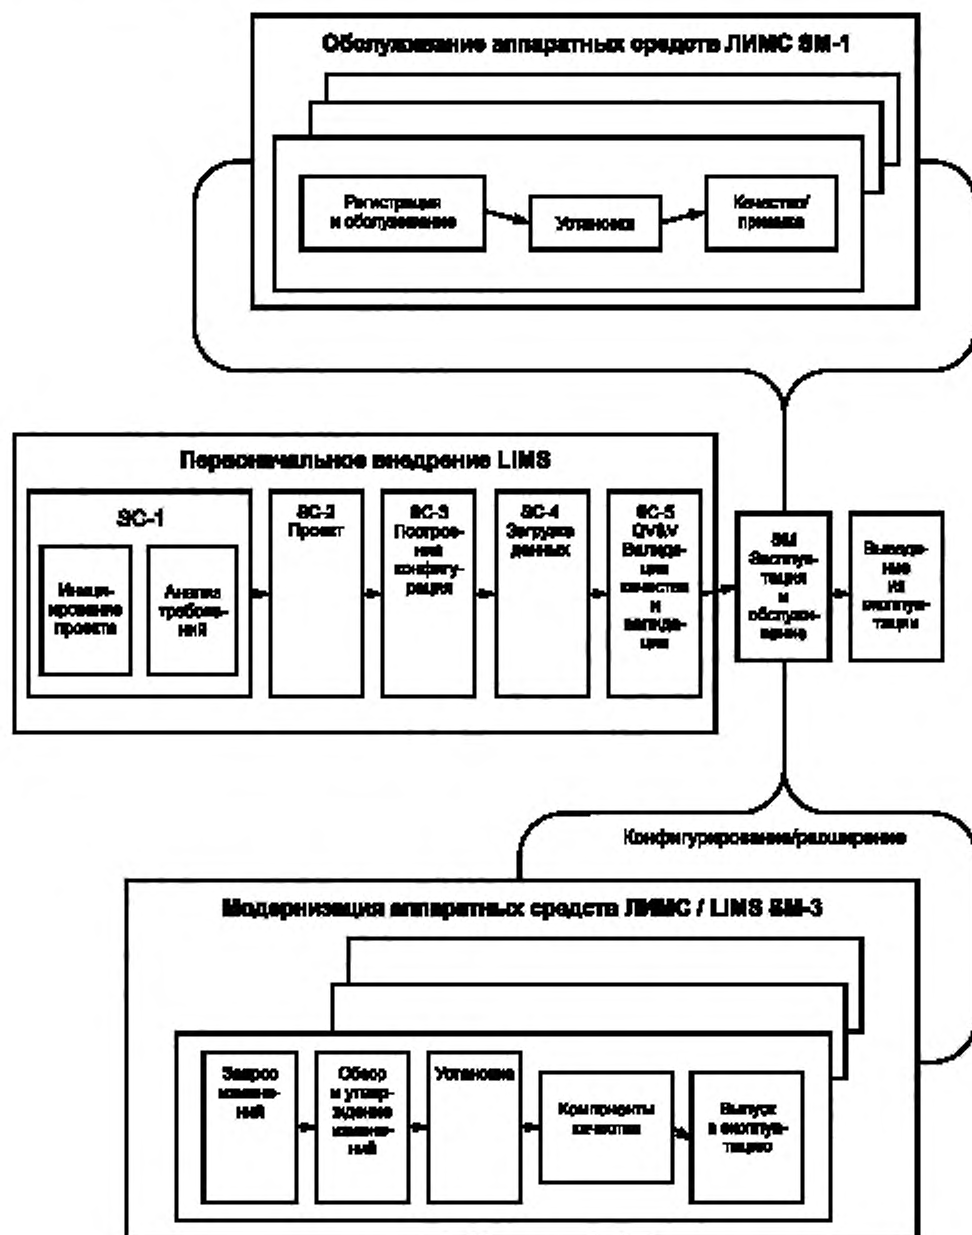 Обслуживание аппаратных средств ЛИМС SM-1
Регистрация
и обслуживание
Установка
Качество/
приемка
Первоначальное внедрение LIMS
SC-1
Иници-
ирование
проекта
Анализ
требова-
ний
SC-2
Проект
SC-3
Построе-
ние
конфигу-
рация
SC-4
Загрузка
данных
SC-5
QV&V
Валида-
ция
качества
и
валида-
ция
SM
Эксплуа-
тация
и
обслужи-
вание
Выведе-
ние
из
эксплуа-
тации
Конфигурирование/расширение
Модернизация аппаратных средств ЛИМС / LIMS SM-3
Запрос
измене-
ний
Обзор
и утвер-
ждение
измене-
ний
Установка
Компоненты
качества
Выпуск
в эксплуа-
тацию